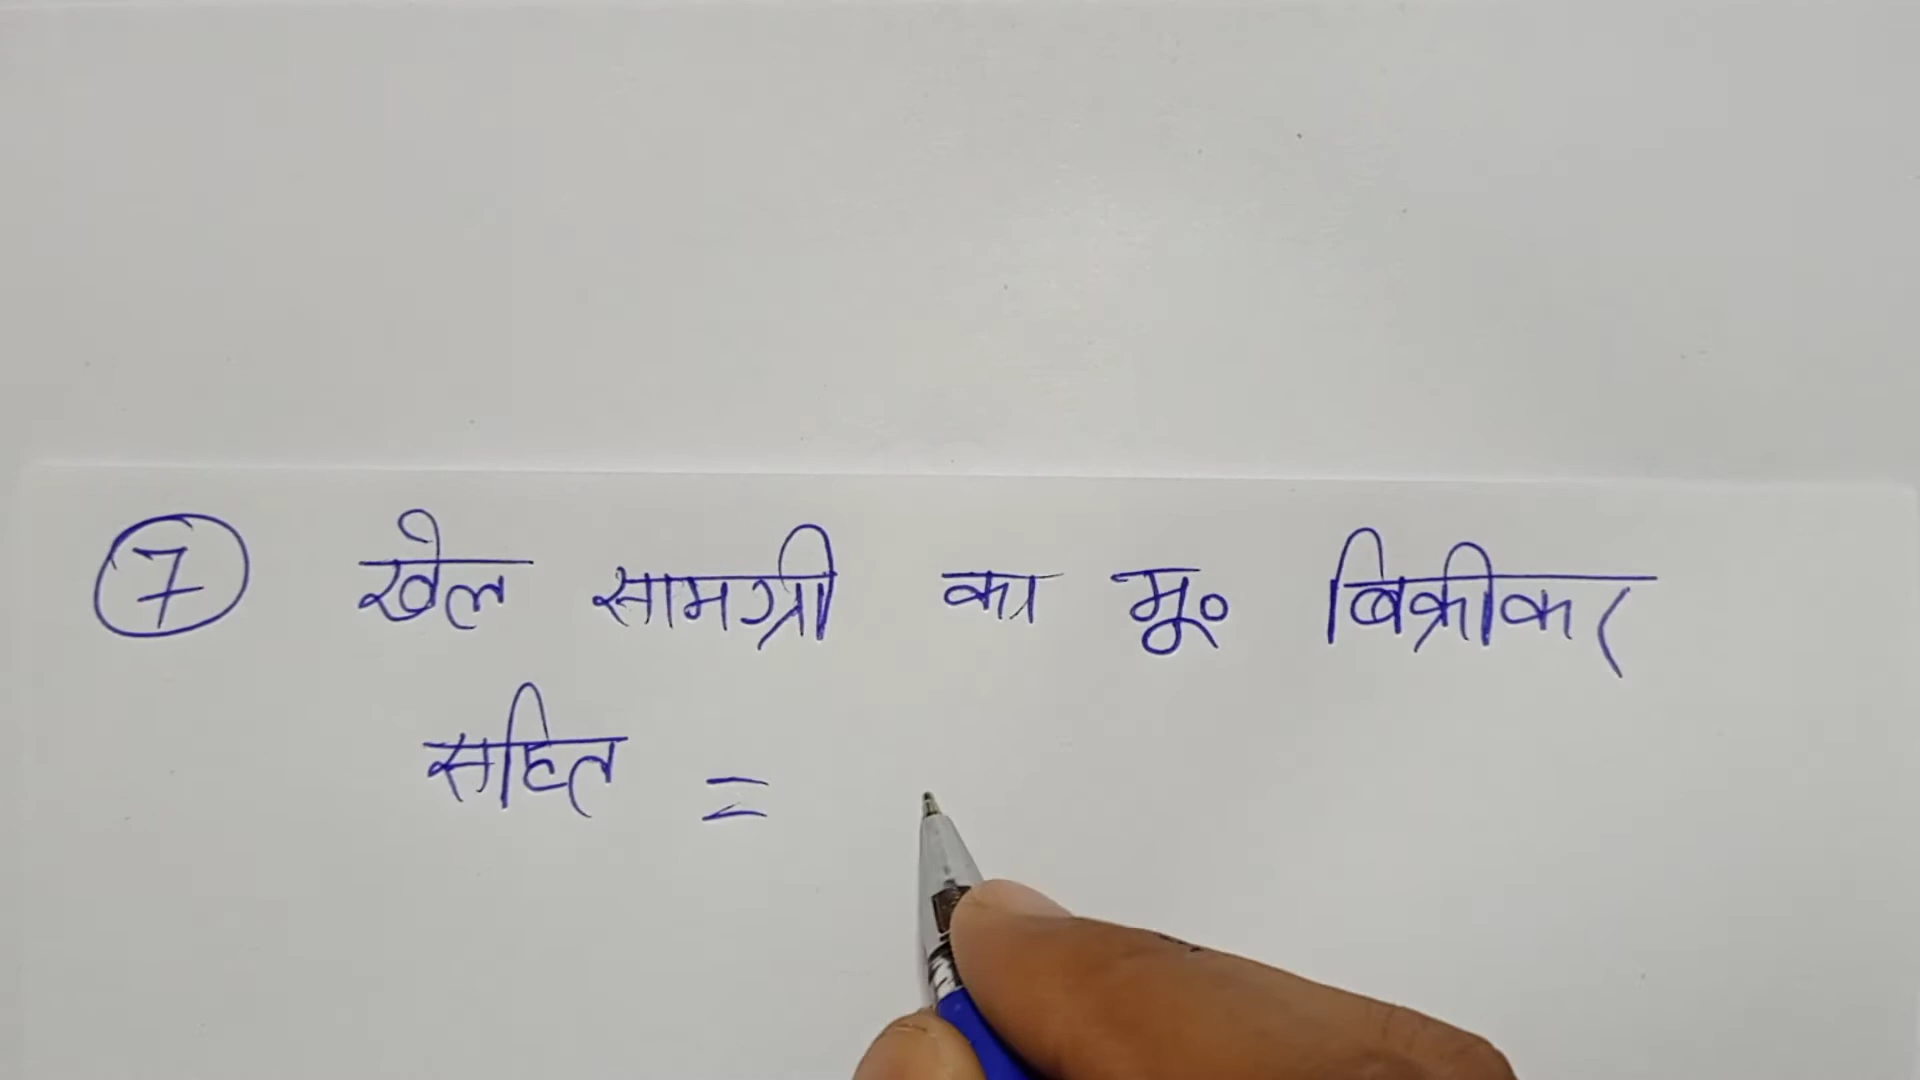 7 खेल सामग्री का मू० बिक्रीकर
सहित =